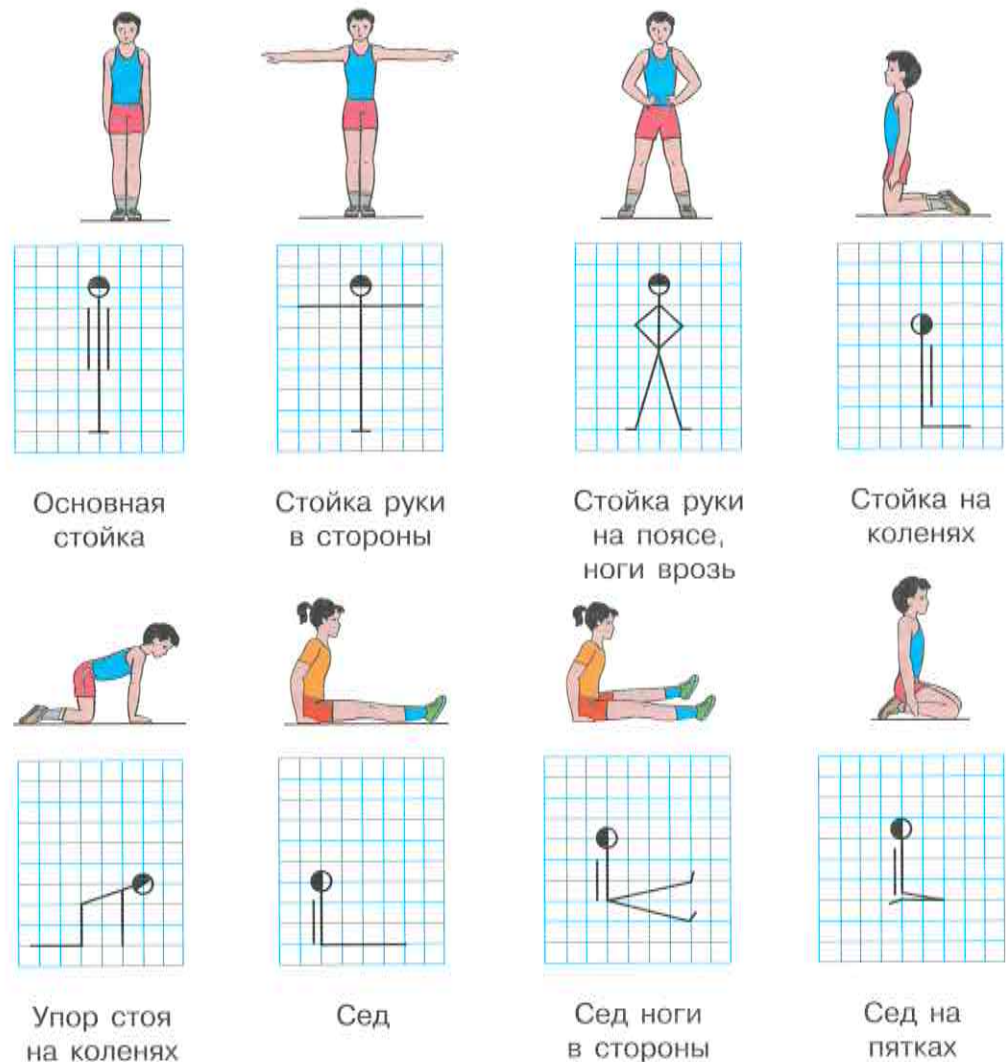 Основная
стойка
Стойка руки
в стороны
Стойка руки
на поясе,
ноги врозь
Стойка на
коленях
Упор стоя
на коленях
Сед
Сед ноги
в стороны
Сед на
пятках